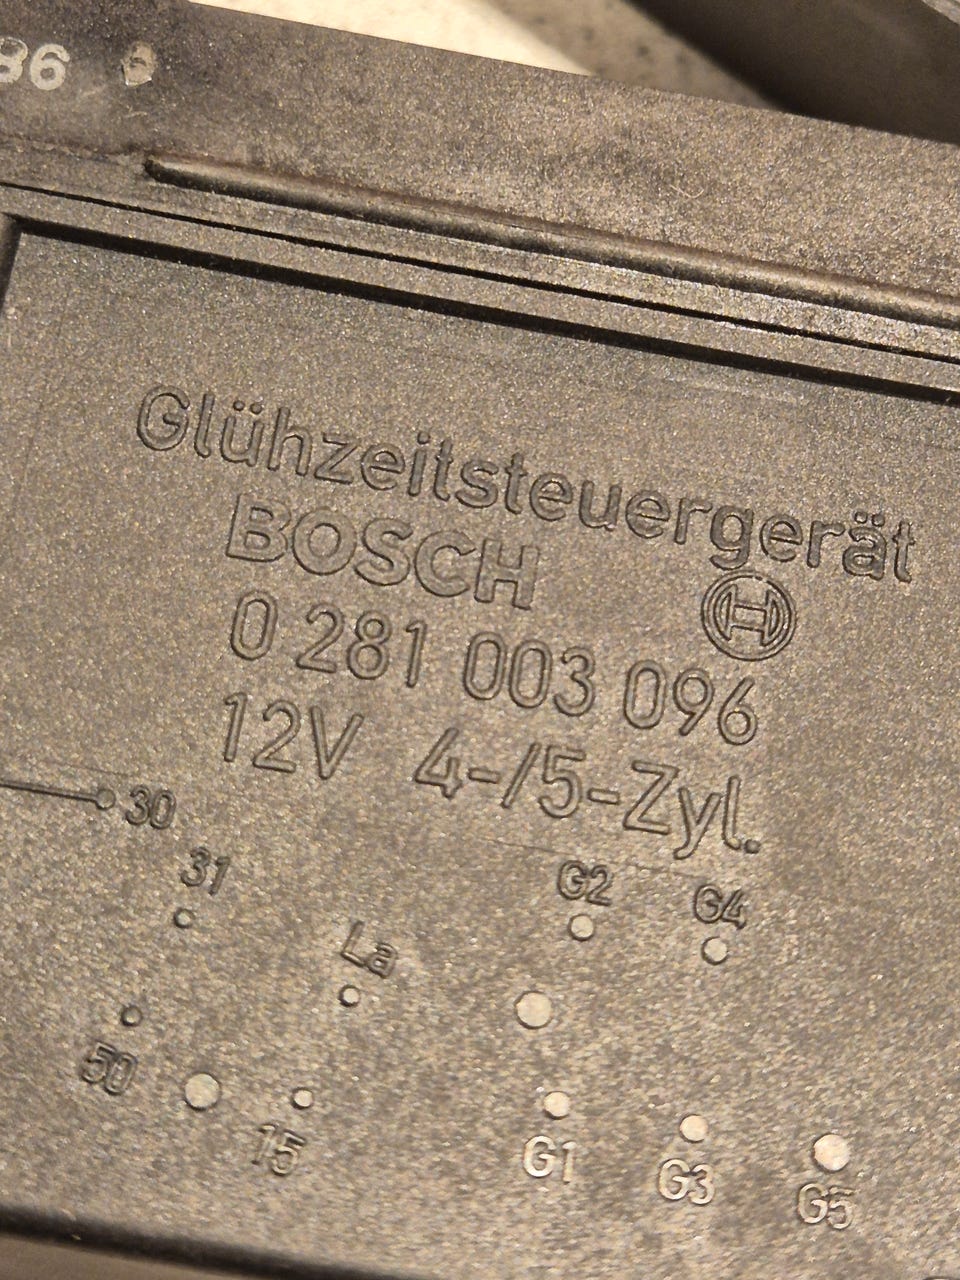 86
Glühzeitsteuergerät
BOSCH
0 281 003 096
12V 4-/5-Zyl.
30
31
G2 G4
La
50
15
G1 G3 G5